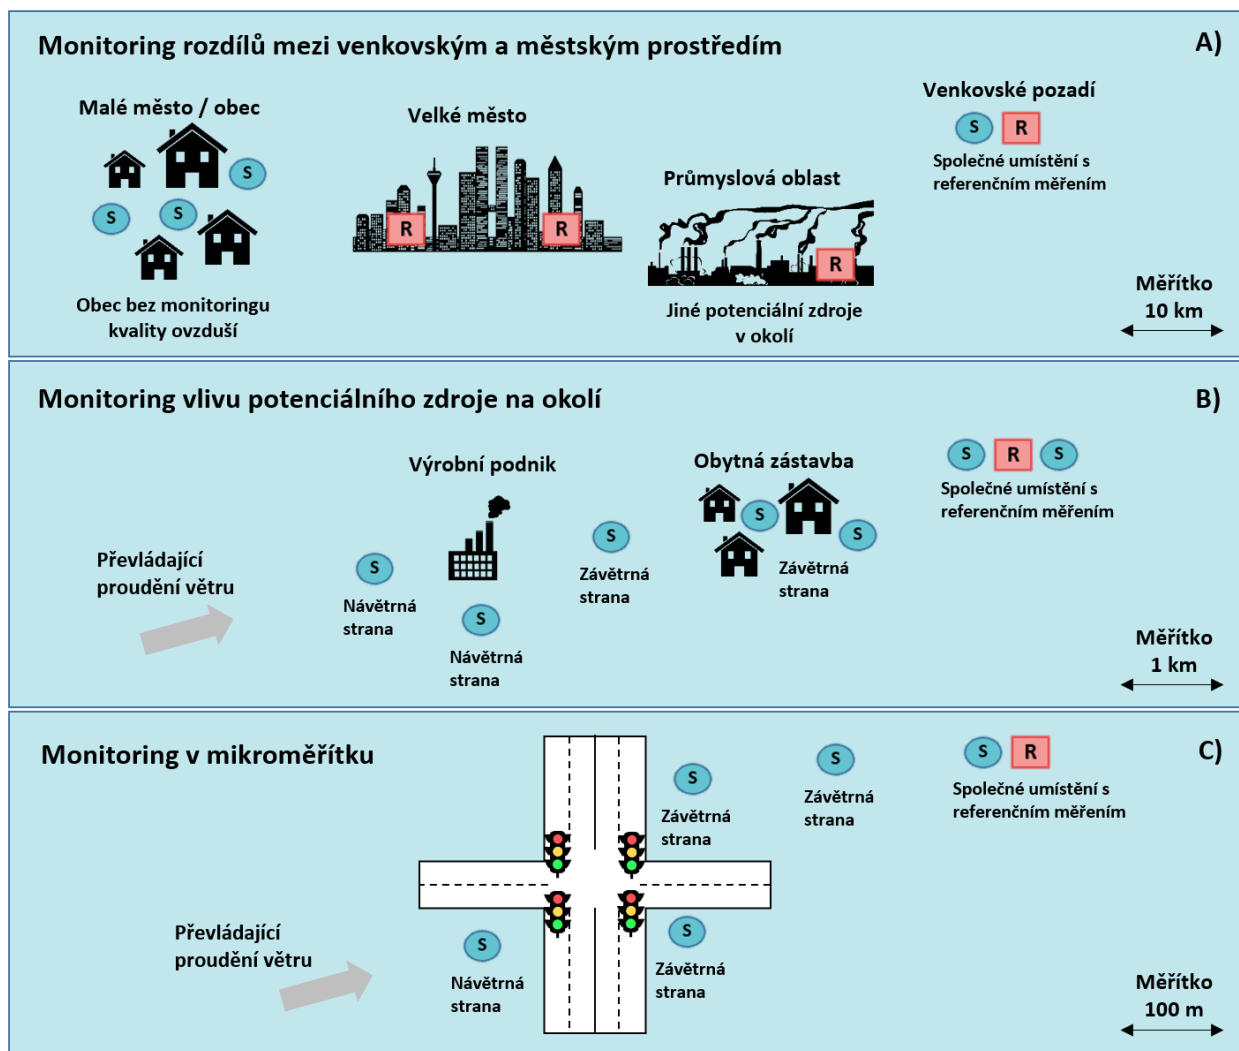 Monitoring rozdílů mezi venkovským a městským prostředím
A)
Malé město / obec
S
S
S
Obec bez monitoringu
kvality ovzduší
Velké město
R
R
Průmyslová oblast
R
Jiné potenciální zdroje
v okolí
Venkovské pozadí
S
R
Společné umístění s
referenčním měřením
Měřítko
10 km
Monitoring vlivu potenciálního zdroje na okolí
B)
Převládající
proudění větru
S
Návětrná
strana
Výrobní podnik
S
Návětrná
strana
S
Závětrná
strana
Obytná zástavba
S
S
Závětrná
strana
S
R
S
Společné umístění s
referenčním měřením
Měřítko
1 km
Monitoring v mikroměřítku
C)
Převládající
proudění větru
S
Návětrná
strana
S
Závětrná
strana
S
Závětrná
strana
S
Závětrná
strana
S
R
Společné umístění s
referenčním měřením
Měřítko
100 m